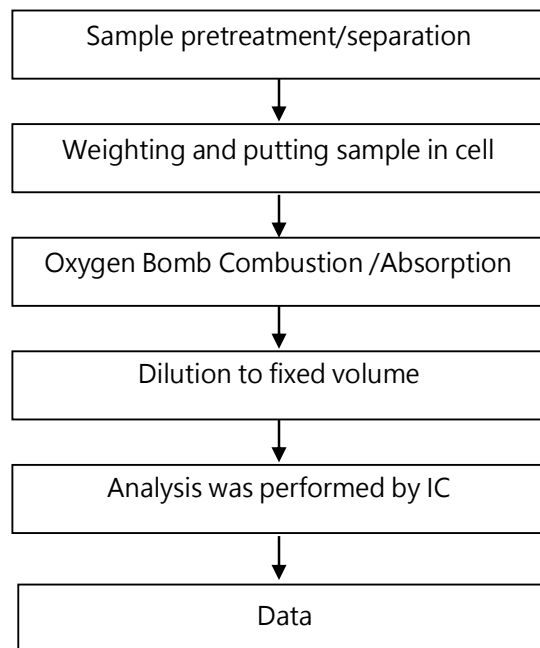 Sample pretreatment/separation
Weighting and putting sample in cell
Oxygen Bomb Combustion /Absorption
Dilution to fixed volume
Analysis was performed by IC
Data